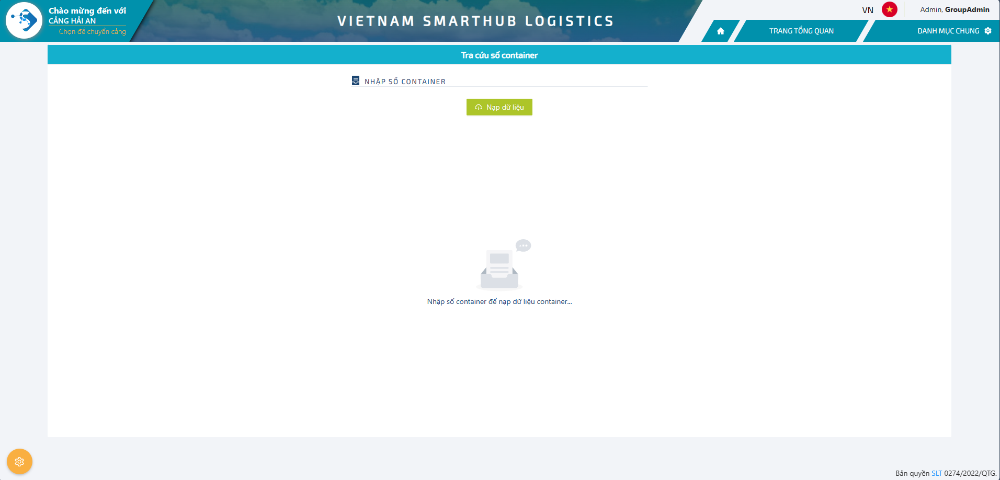 Chào mừng đến với
CẢNG HẢI AN
Chọn để chuyển cảng
VIETNAM SMARTHUB LOGISTICS
VN
Admin, GroupAdmin
TRANG TỔNG QUAN
DANH MỤC CHUNG
Tra cứu số container
NHẬP SỐ CONTAINER
Nạp dữ liệu
Nhập số container để nạp dữ liệu container...
Bản quyền SLT 0274/2022/QTG.